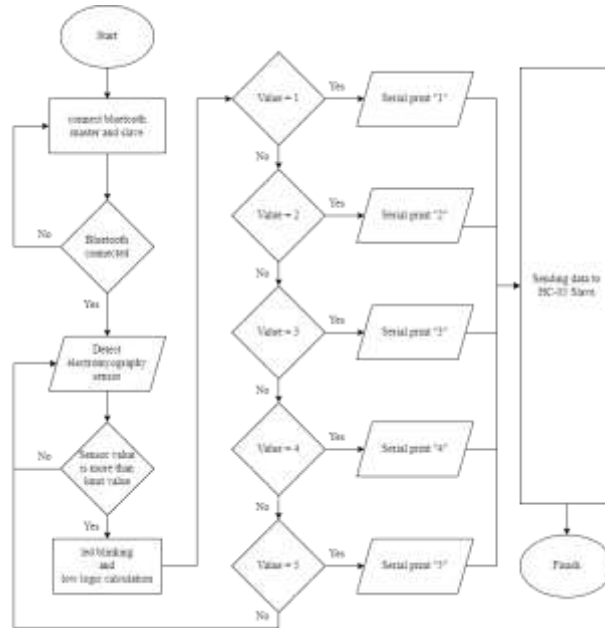 Start
connect bluetooth
master and slave
No
Bluetooth
connected
Yes
Detect
electromyography
sensor
No
Sensor value
is more than
limit value
Yes
led blinking
and
low logic calculation
Value = 1
Yes
Serial print "1"
No
Value = 2
Yes
Serial print "2"
No
Value = 3
Yes
Serial print "3"
No
Value = 4
Yes
Serial print "4"
No
Value = 5
Yes
Serial print "5"
No
Sending data to
HC-05 Slave
Finish